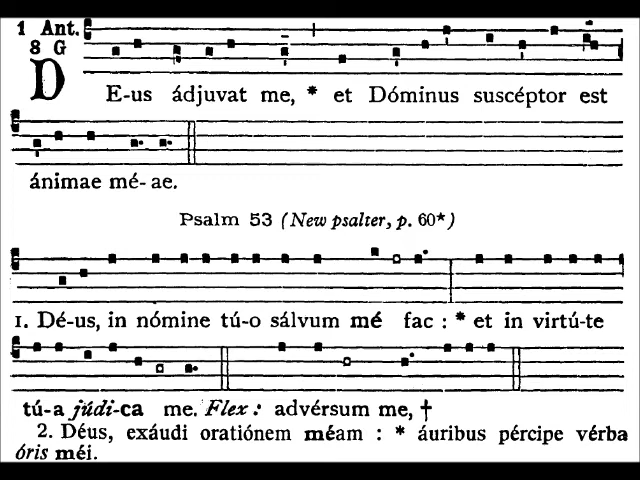 1 Ant.
8 G
DE-us ádjuvat me, * et Dóminus suscéptor est
ánimae mé- ae.
Psalm 53 (New psalter, p. 60*)
1. Dé-us, in nómine tú-o sálvum mé fac : * et in virtú-te
tú-a júdi-ca me. Flex : advérsum me, †
2. Déus, exáudi oratiónem méam : * áuribus pércipe vérba
óris méi.